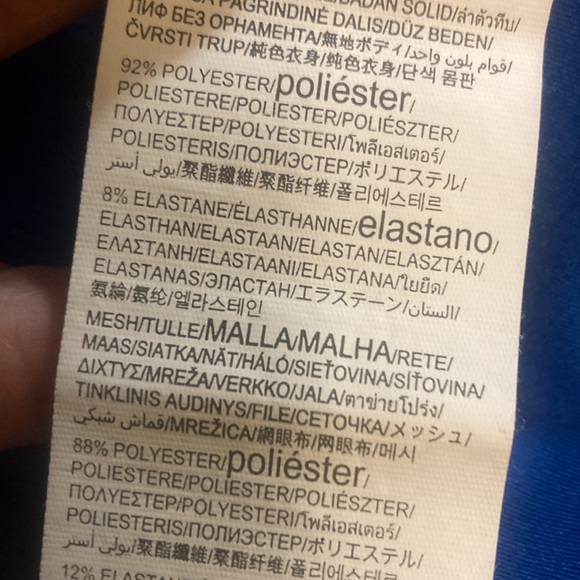 PAGRINDINĖ DALIS/DÜZ BEDEN/
ЛИФ БЕЗ ОРНАМЕНТА/無地ボディ/قوام بلون واحد/
ČVRSTI TRUP/純色衣身/纯色衣身/단색 몸판
92% POLYESTER/poliéster/
POLIESTERE/POLIESTER/POLIÉSZTER/
ΠΟΛΥΕΣΤΕΡ/POLYESTERI/โพลีเอสเตอร์/
POLIESTERIS/ПОЛИЭСТЕР/ポリエステル/
بولي أستر/聚酯纖維/聚酯纤维/폴리에스테르
8% ELASTANE/ÉLASTHANNE/elastano/
ELASTHAN/ELASTAAN/ELASTAN/ELASZTÁN/
ΕΛΑΣΤΑΝΗ/ELASTAANI/ELASTANA/ใยยืด/
ELASTANAS/ЭЛАСТАН/エラステーン/الستان/
氨綸/氨纶/엘라스테인
MESH/TULLE/MALLA/MALHA/RETE/
MAAS/SIATKA/NĂT/HÁLÓ/SIEŤOVINA/SÍŤOVINA/
ΔΙΧΤΥΣ/MREŽA/VERKKO/JALA/ตาข่ายโปร่ง/
TINKLINIS AUDINYS/FILE/СЕТОЧКА/メッシュ/
قماش شبكي/MREŽICA/網眼布/网眼布/메시
88% POLYESTER/poliéster/
POLIESTERE/POLIESTER/POLIÉSZTER/
ΠΟΛΥΕΣΤΕΡ/POLYESTERI/โพลีเอสเตอร์/
POLIESTERIS/ПОЛИЭСТЕР/ポリエステル/
بولي أستر/聚酯纖維/聚酯纤维/폴리에스테르
12%